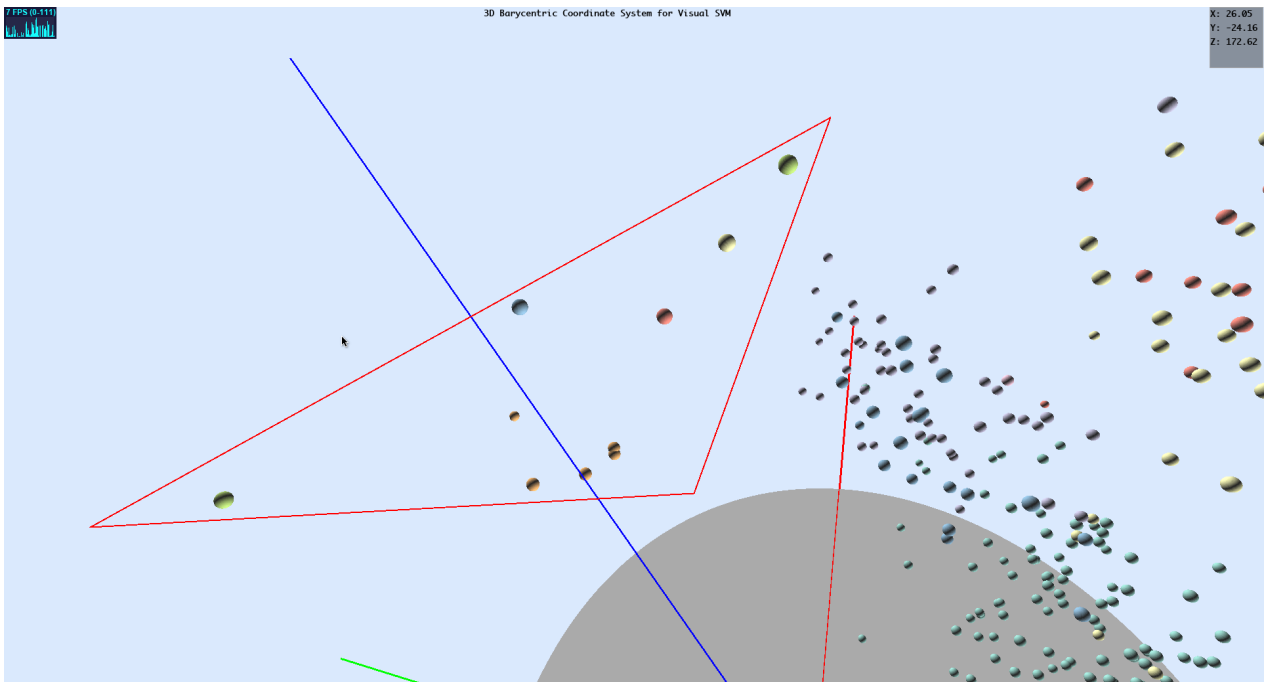 7 FPS (0-111)
3D Barycentric Coordinate System for Visual SVM
X: 26.05
Y: -24.16
Z: 172.62